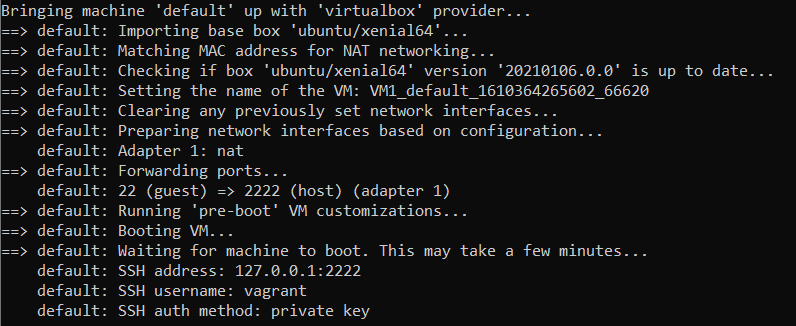 Bringing machine 'default' up with 'virtualbox' provider...
==> default: Importing base box 'ubuntu/xenial64'...
==> default: Matching MAC address for NAT networking...
==> default: Checking if box 'ubuntu/xenial64' version '20210106.0.0' is up to date...
==> default: Setting the name of the VM: VM1_default_1610364265602_66620
==> default: Clearing any previously set network interfaces...
==> default: Preparing network interfaces based on configuration...
    default: Adapter 1: nat
==> default: Forwarding ports...
    default: 22 (guest) => 2222 (host) (adapter 1)
==> default: Running 'pre-boot' VM customizations...
==> default: Booting VM...
==> default: Waiting for machine to boot. This may take a few minutes...
    default: SSH address: 127.0.0.1:2222
    default: SSH username: vagrant
    default: SSH auth method: private key